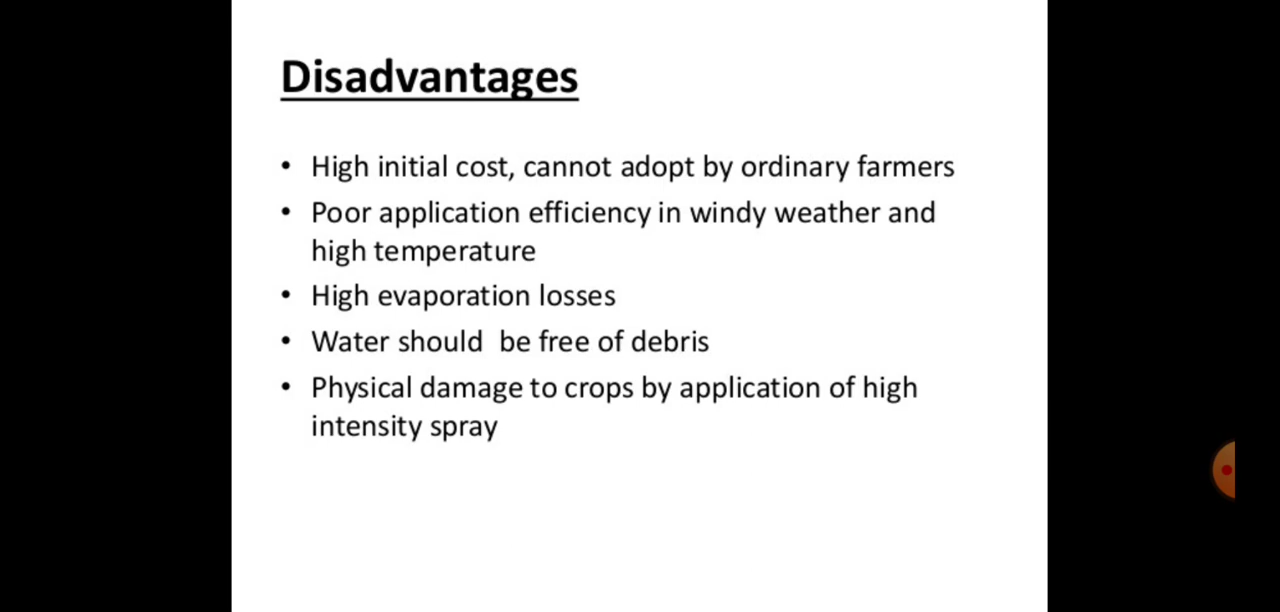 Disadvantages
• High initial cost, cannot adopt by ordinary farmers
• Poor application efficiency in windy weather and
high temperature
• High evaporation losses
• Water should  be free of debris
• Physical damage to crops by application of high
intensity spray